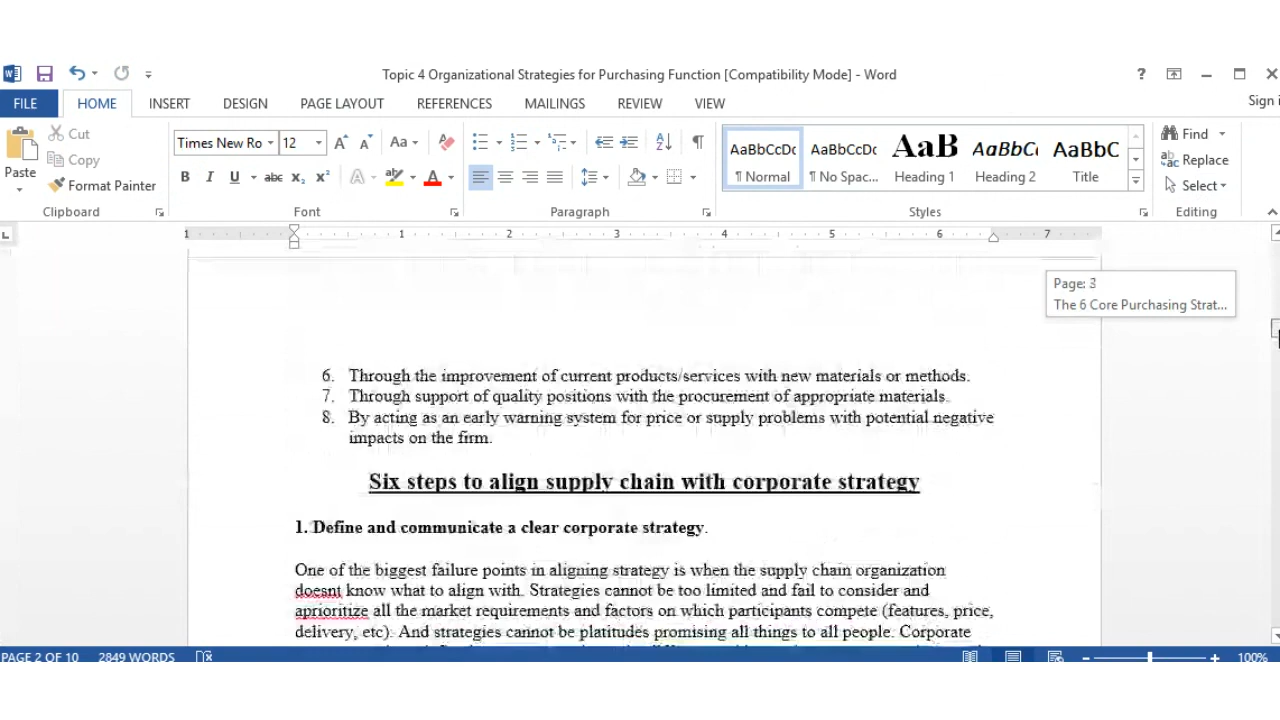 Topic 4 Organizational Strategies for Purchasing Function [Compatibility Mode] - Word
?
FILE HOME INSERT DESIGN PAGE LAYOUT REFERENCES MAILINGS REVIEW VIEW Sign i
Paste
Cut
Copy
Format Painter
Clipboard
Times New Ro 12
Font
Paragraph
AaBbCcDc AaBbCcDc AaB AaBbCc AaBbC
¶ Normal ¶ No Spac... Heading 1 Heading 2 Title
Styles
Find
Replace
Select
Editing
1 1 2 3 4 5 6 7
Page: 3
The 6 Core Purchasing Strat...
6. Through the improvement of current products/services with new materials or methods.
7. Through support of quality positions with the procurement of appropriate materials.
8. By acting as an early warning system for price or supply problems with potential negative
impacts on the firm.
Six steps to align supply chain with corporate strategy
1. Define and communicate a clear corporate strategy.
One of the biggest failure points in aligning strategy is when the supply chain organization
doesnt know what to align with. Strategies cannot be too limited and fail to consider and
aprioritize all the market requirements and factors on which participants compete (features, price,
delivery, etc). And strategies cannot be platitudes promising all things to all people. Corporate
PAGE 2 OF 10 2849 WORDS 100%